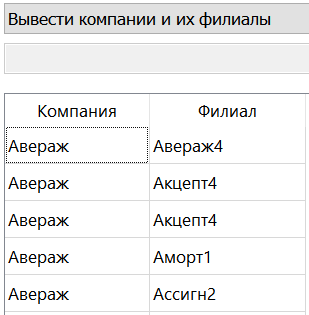 Вывести компании и их филиалы
Компания Филиал
Авераж Авераж4
Авераж Акцепт4
Авераж Акцепт4
Авераж Аморт1
Авераж Ассигн2